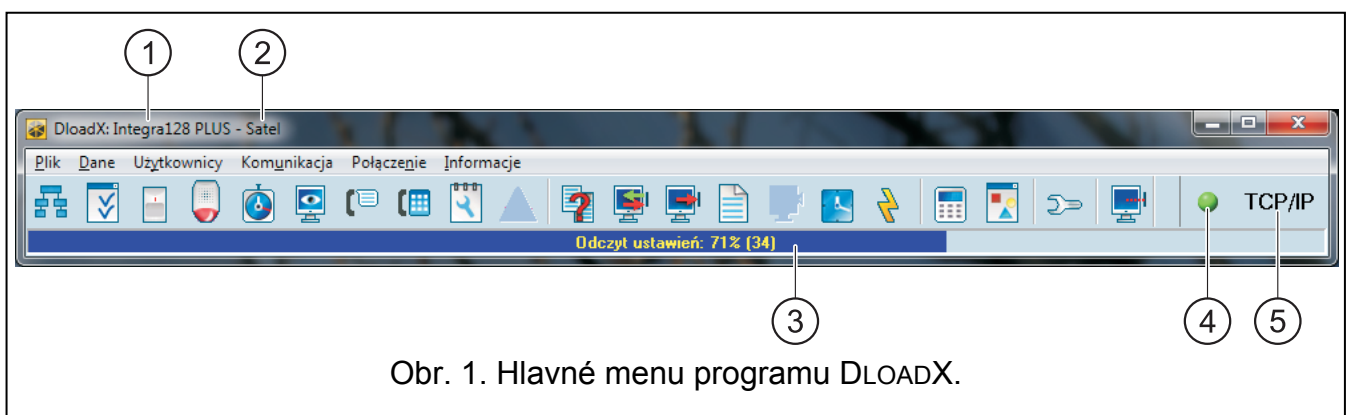 1 2
DloadX: Integra128 PLUS - Satel
Plik Dane Użytkownicy Komunikacja Połączenie Informacje
TCP/IP
Odczyt ustawień: 71% (34)
3 4 5
Obr. 1. Hlavné menu programu DLOADX.